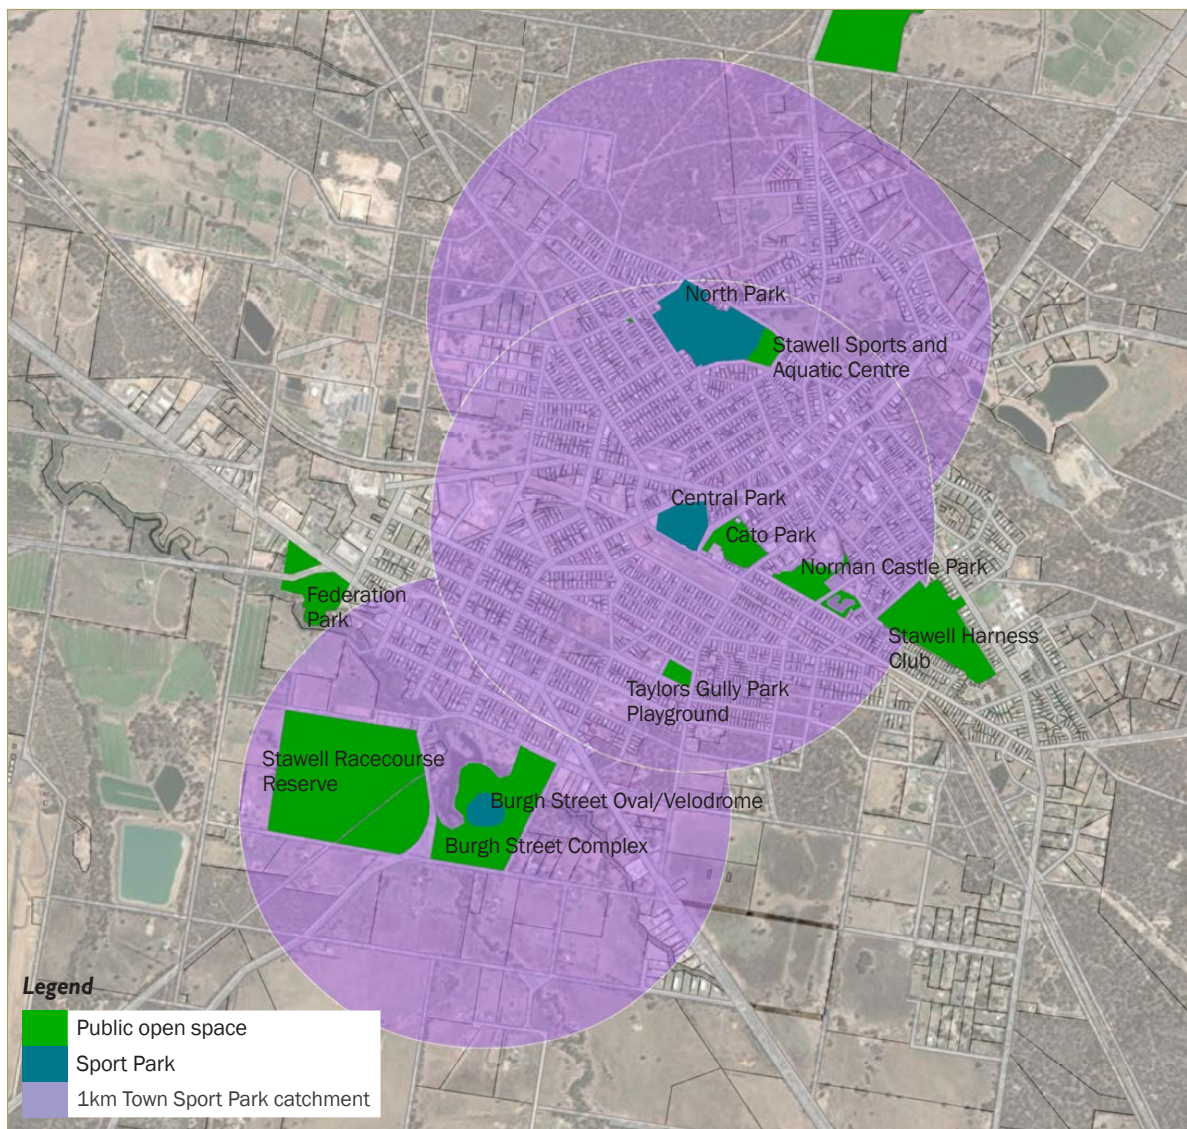 North Park
Stawell Sports and
Aquatic Centre
Central Park
Cato Park
Norman Castle Park
Federation
Park
Stawell Harness
Club
Taylors Gully Park
Playground
Stawell Racecourse
Reserve
Burgh Street Oval/Velodrome
Burgh Street Complex
Legend
Public open space
Sport Park
1km Town Sport Park catchment